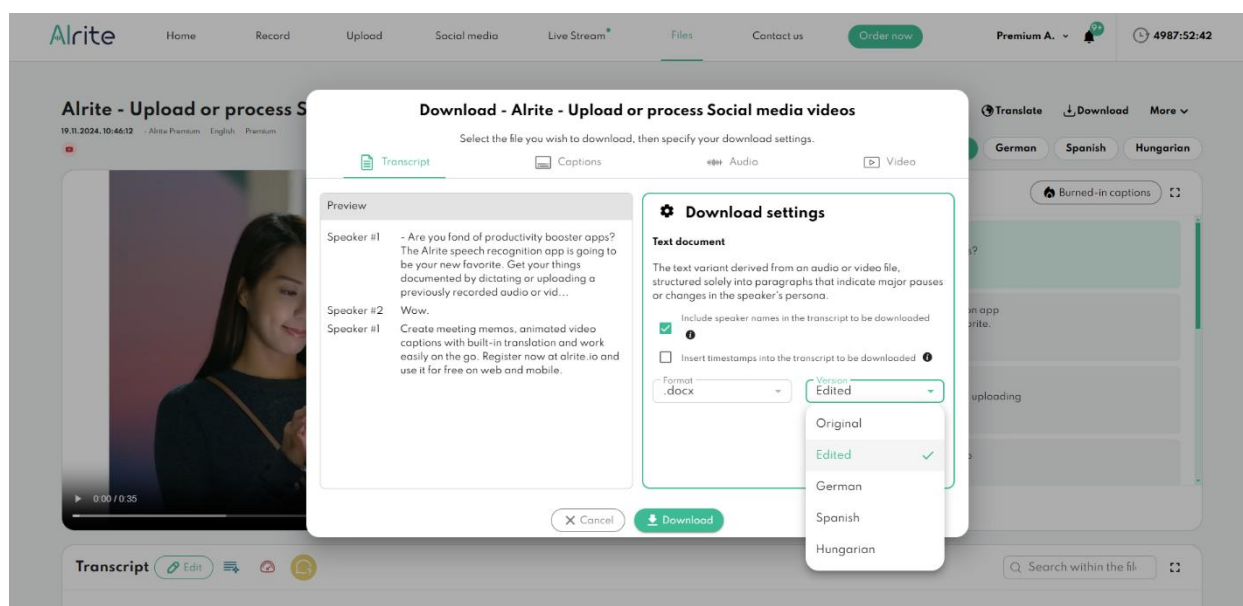 Alrite Home Record Upload Social media Live Stream Files Contact us Order now Premium A. 9+ 4987:52:42
Alrite - Upload or process S
19.11.2024. 10:46:12 - Alrite Premium English Premium
Translate Download More
German Spanish Hungarian
Burned-in captions
Download - Alrite - Upload or process Social media videos
Select the file you wish to download, then specify your download settings.
Transcript Captions Audio Video
Preview
Speaker #1 - Are you fond of productivity booster apps?
The Alrite speech recognition app is going to
be your new favorite. Get your things
documented by dictating or uploading a
previously recorded audio or vid...
Speaker #2 Wow.
Speaker #1 Create meeting memos, animated video
captions with built-in translation and work
easily on the go. Register now at alrite.io and
use it for free on web and mobile.
Download settings
Text document
The text variant derived from an audio or video file,
structured solely into paragraphs that indicate major pauses
or changes in the speaker's persona.
Include speaker names in the transcript to be downloaded
Insert timestamps into the transcript to be downloaded
Format
.docx
Version
Edited
Original
Edited
German
Spanish
Hungarian
Cancel Download
s?
on app
orite.
uploading
0:00 / 0:35
Transcript Edit
Search within the fil